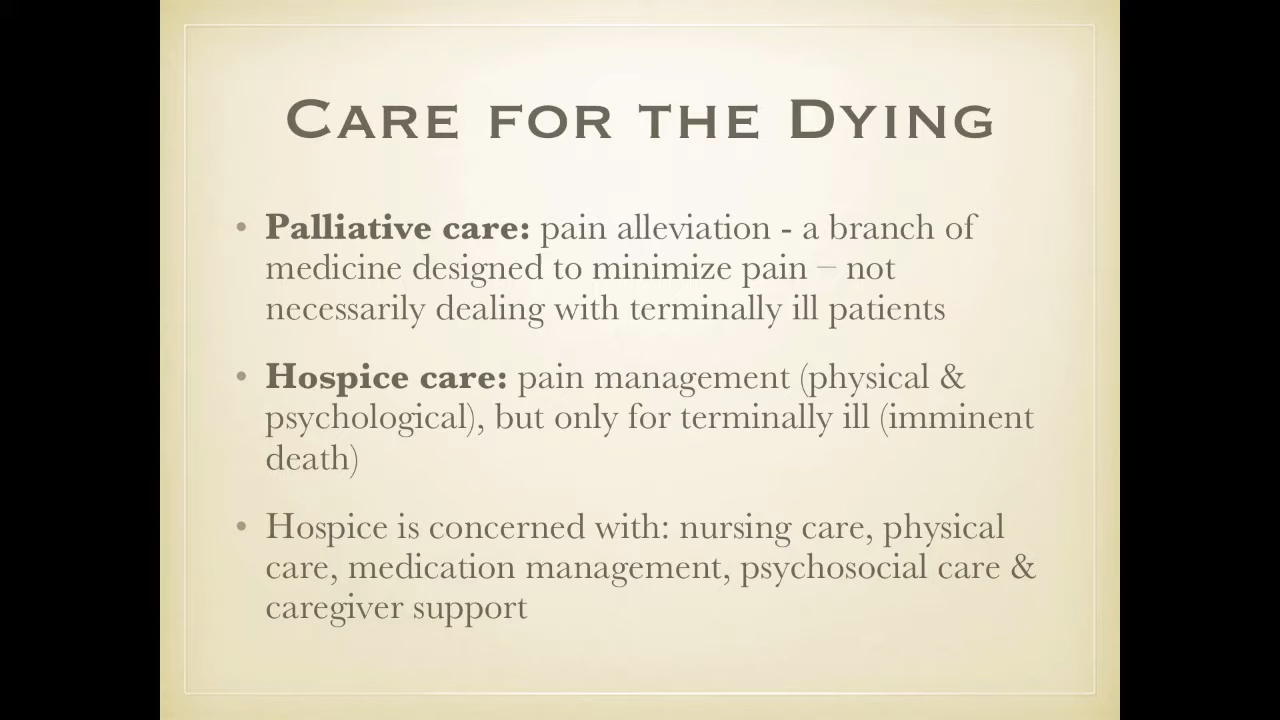 Care for the Dying
• Palliative care: pain alleviation - a branch of
medicine designed to minimize pain – not
necessarily dealing with terminally ill patients
• Hospice care: pain management (physical &
psychological), but only for terminally ill (imminent
death)
• Hospice is concerned with: nursing care, physical
care, medication management, psychosocial care &
caregiver support